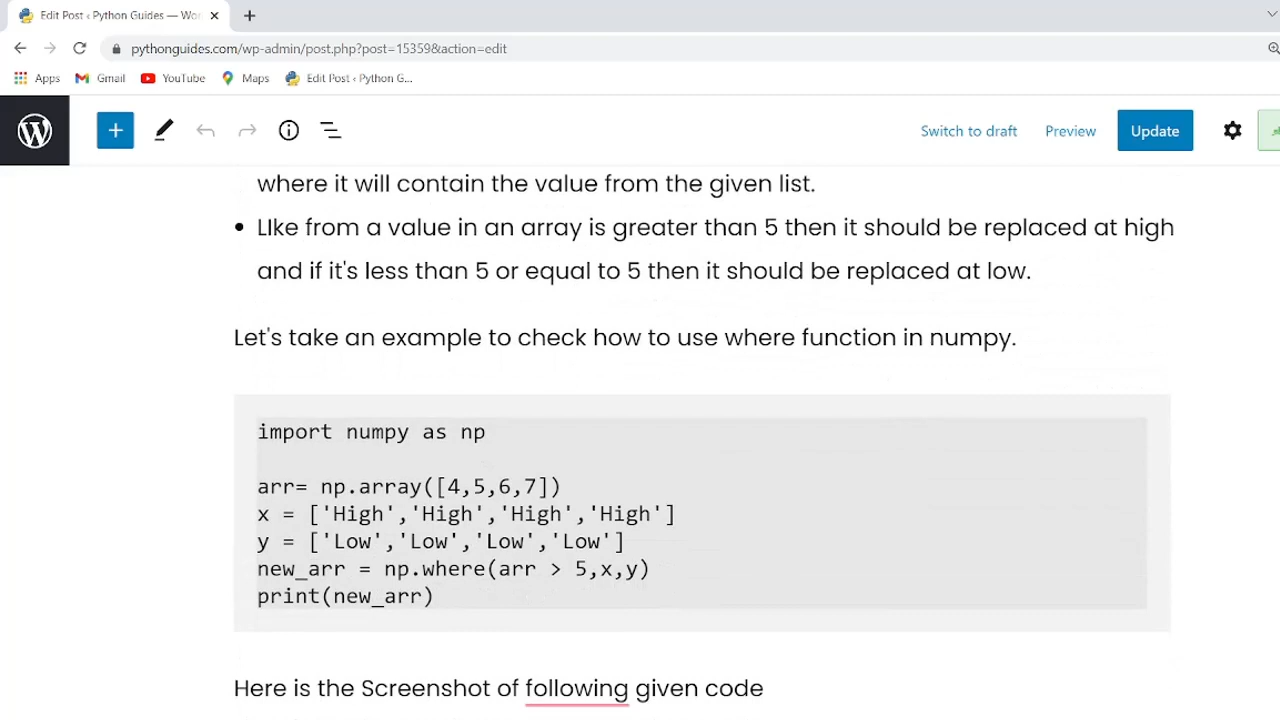 Edit Post ‹ Python Guides — Wor
pythonguides.com/wp-admin/post.php?post=15359&action=edit
Apps Gmail YouTube Maps Edit Post ‹ Python G...
Switch to draft Preview Update
where it will contain the value from the given list.
LIke from a value in an array is greater than 5 then it should be replaced at high
and if it's less than 5 or equal to 5 then it should be replaced at low.
Let's take an example to check how to use where function in numpy.
import numpy as np
arr= np.array([4,5,6,7])
x = ['High','High','High','High']
y = ['Low','Low','Low','Low']
new_arr = np.where(arr > 5,x,y)
print(new_arr)
Here is the Screenshot of following given code